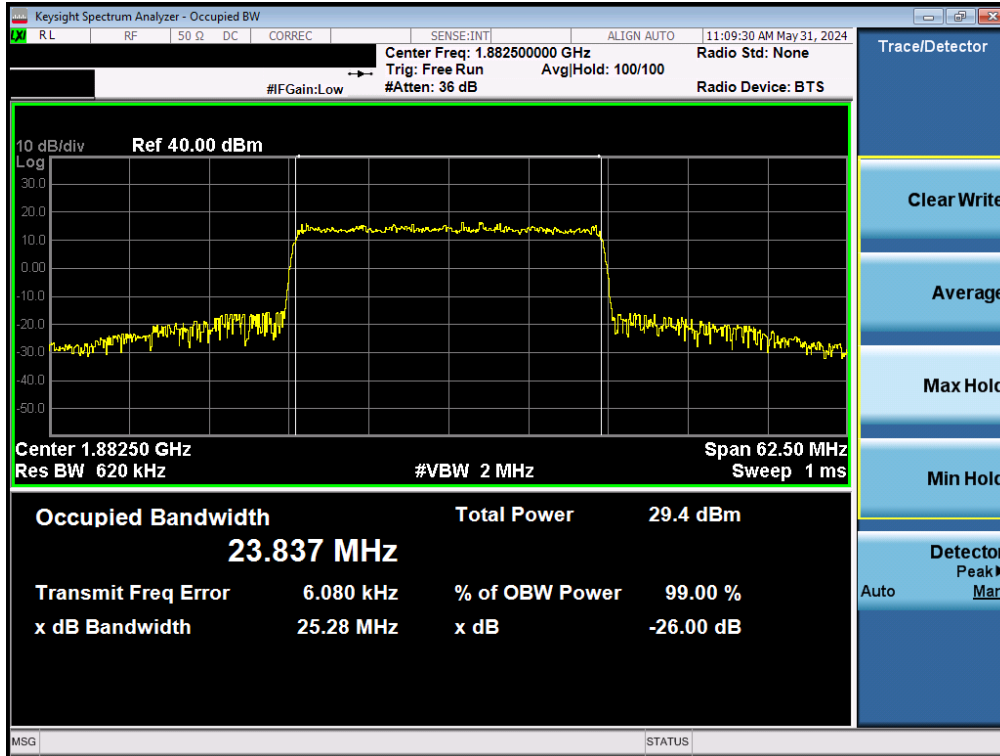 Keysight Spectrum Analyzer - Occupied BW
LXI RL RF 50 Ω DC CORREC SENSE:INT ALIGN AUTO 11:09:30 AM May 31, 2024
Center Freq: 1.882500000 GHz Radio Std: None
Trig: Free Run Avg|Hold: 100/100
#IFGain:Low #Atten: 36 dB Radio Device: BTS
Trace/Detector
10 dB/div Ref 40.00 dBm
Log
30.0
20.0
10.0
0.00
-10.0
-20.0
-30.0
-40.0
-50.0
Center 1.88250 GHz Span 62.50 MHz
Res BW 620 kHz #VBW 2 MHz Sweep 1 ms
Occupied Bandwidth Total Power 29.4 dBm
23.837 MHz
Transmit Freq Error 6.080 kHz % of OBW Power 99.00 %
x dB Bandwidth 25.28 MHz x dB -26.00 dB
Clear Write
Average
Max Hold
Min Hold
Detector
Peak
Auto Man
MSG STATUS